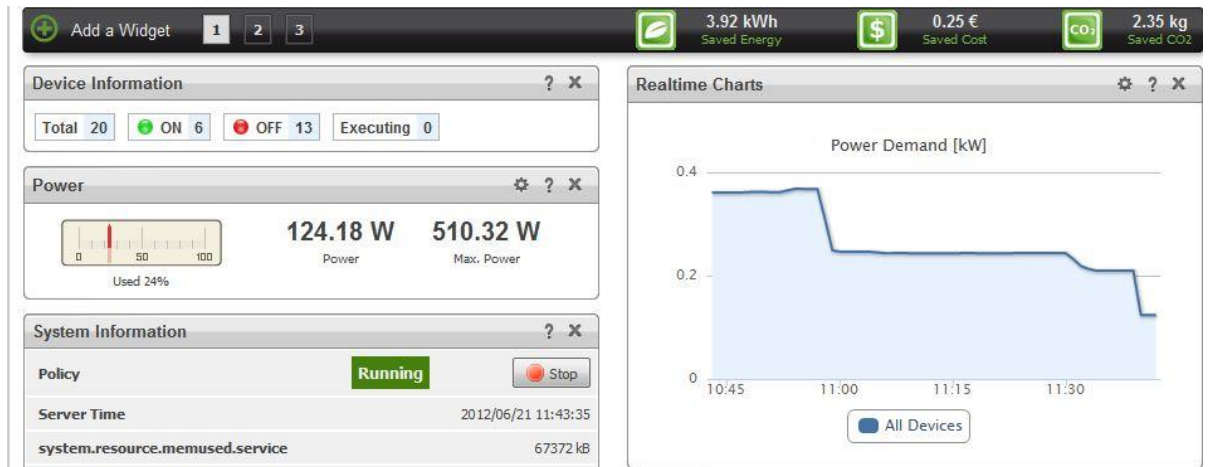 Add a Widget 1 2 3
3.92 kWh
Saved Energy
0.25 €
Saved Cost
CO2
2.35 kg
Saved CO2
Device Information ? X
Total 20 ON 6 OFF 13 Executing 0
Power ? X
0 50 100
Used 24%
124.18 W
Power
510.32 W
Max. Power
System Information ? X
Policy Running Stop
Server Time 2012/06/21 11:43:35
system.resource.memused.service 67372 kB
Realtime Charts ? X
Power Demand [kW]
0.4
0.2
0
10:45 11:00 11:15 11:30
All Devices